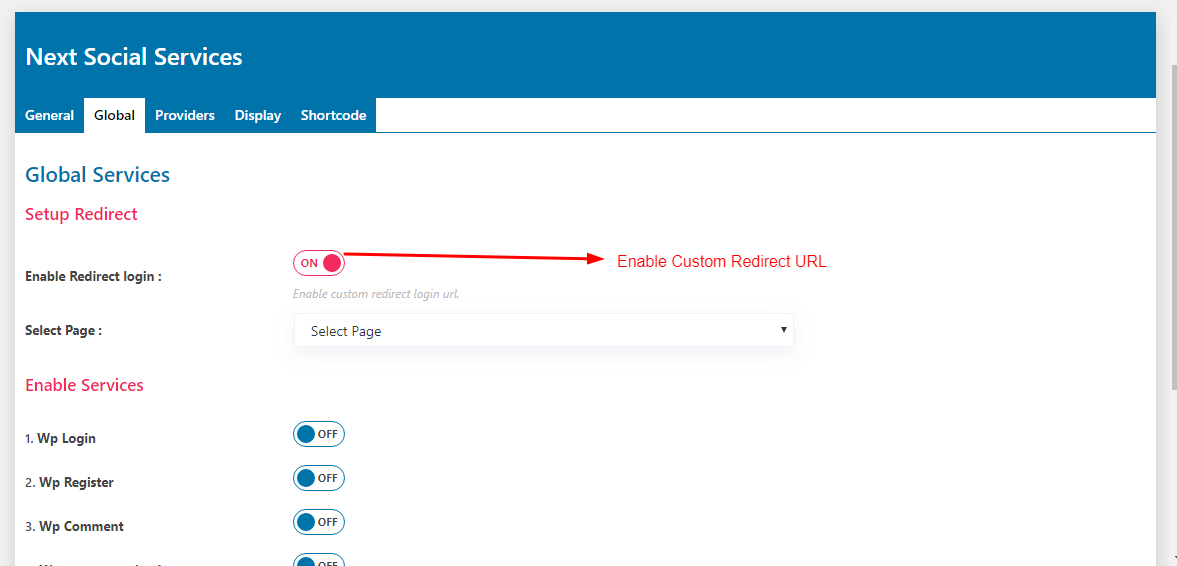 Next Social Services
General Global Providers Display Shortcode
Global Services
Setup Redirect
Enable Redirect login :
ON
Enable Custom Redirect URL
Enable custom redirect login url.
Select Page :
Select Page
Enable Services
1. Wp Login
OFF
2. Wp Register
OFF
3. Wp Comment
OFF
OFF